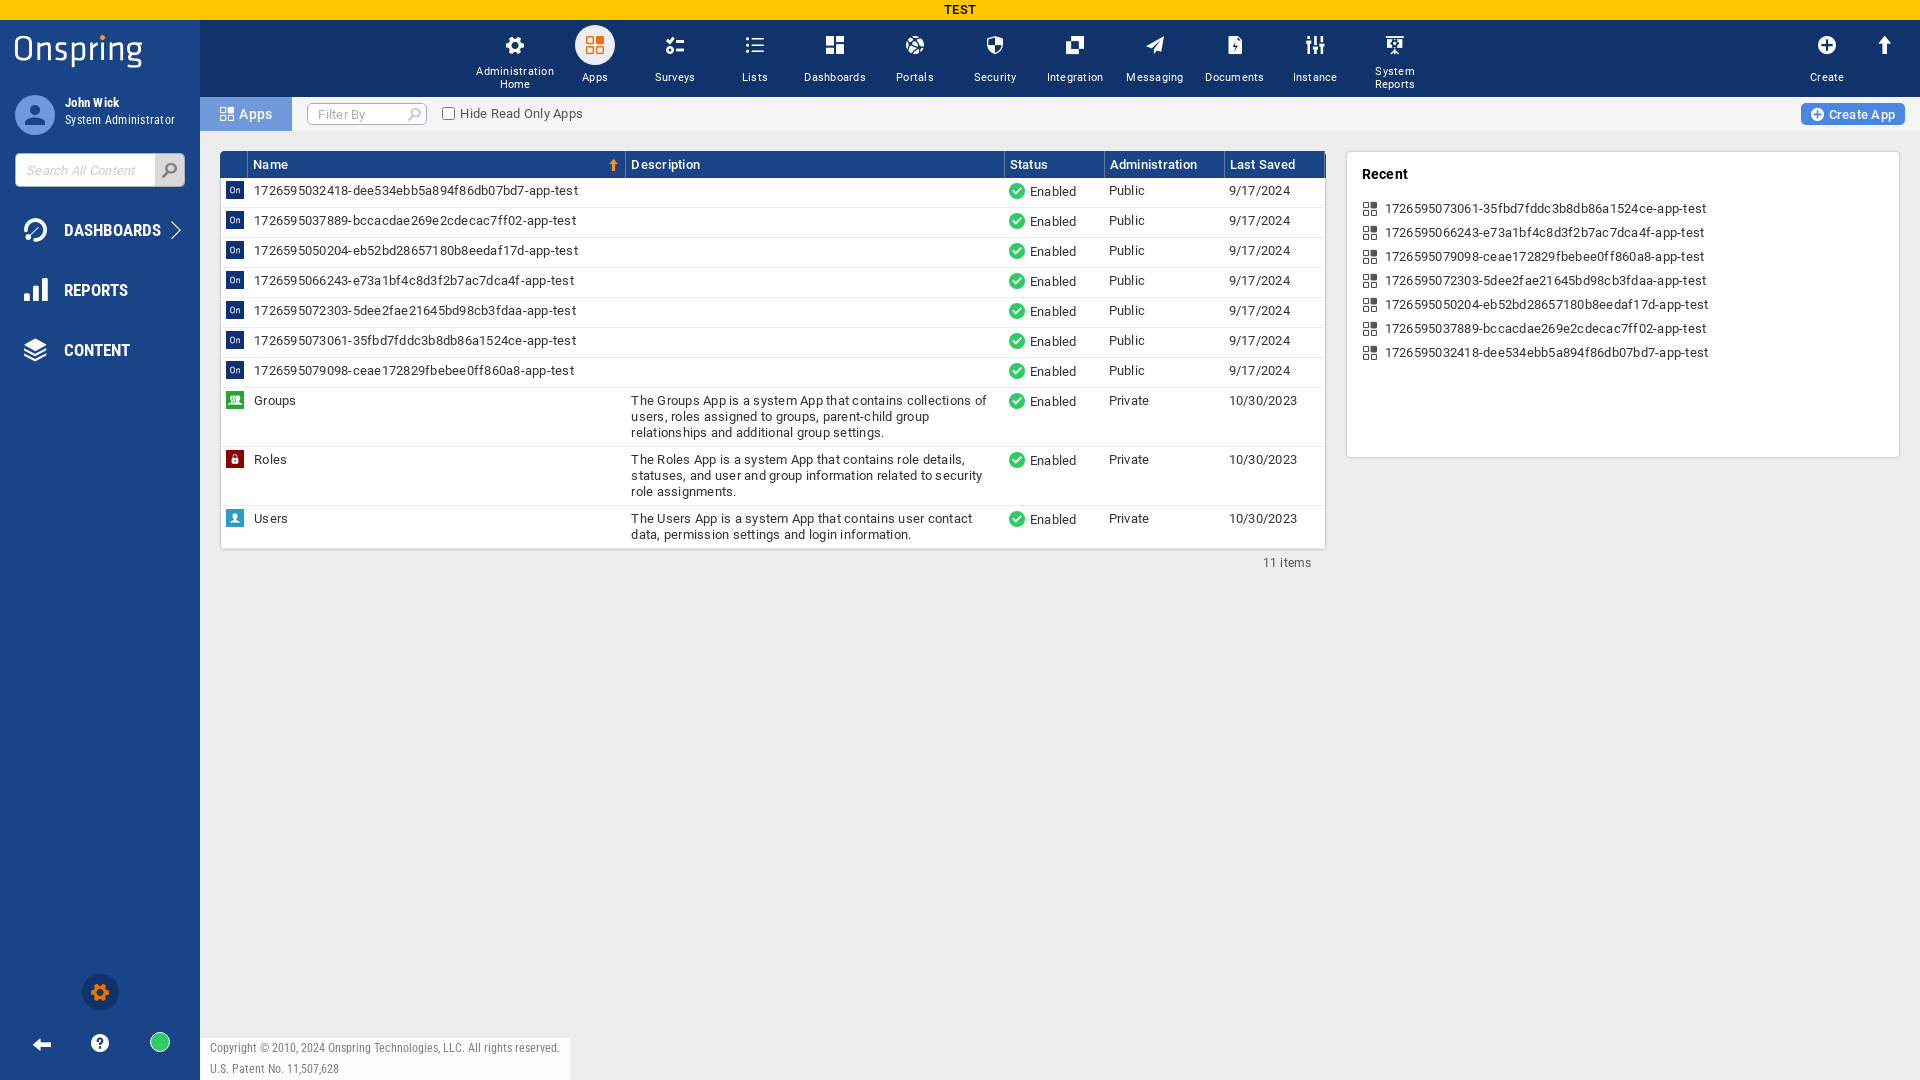 TEST
Onspring
John Wick
System Administrator
Search All Content
DASHBOARDS
REPORTS
CONTENT
Administration Home
Apps
Surveys
Lists
Dashboards
Portals
Security
Integration
Messaging
Documents
Instance
System Reports
Create
Apps
Filter By
Hide Read Only Apps
Create App
Name Description Status Administration Last Saved
On 1726595032418-dee534ebb5a894f86db07bd7-app-test Enabled Public 9/17/2024
On 1726595037889-bccacdae269e2cdecac7ff02-app-test Enabled Public 9/17/2024
On 1726595050204-eb52bd28657180b8eedaf17d-app-test Enabled Public 9/17/2024
On 1726595066243-e73a1bf4c8d3f2b7ac7dca4f-app-test Enabled Public 9/17/2024
On 1726595072303-5dee2fae21645bd98cb3fdaa-app-test Enabled Public 9/17/2024
On 1726595073061-35fbd7fddc3b8db86a1524ce-app-test Enabled Public 9/17/2024
On 1726595079098-ceae172829fbebee0ff860a8-app-test Enabled Public 9/17/2024
Groups The Groups App is a system App that contains collections of Enabled Private 10/30/2023
users, roles assigned to groups, parent-child group
relationships and additional group settings.
Roles The Roles App is a system App that contains role details, Enabled Private 10/30/2023
statuses, and user and group information related to security
role assignments.
Users The Users App is a system App that contains user contact Enabled Private 10/30/2023
data, permission settings and login information.
11 items
Recent
1726595073061-35fbd7fddc3b8db86a1524ce-app-test
1726595066243-e73a1bf4c8d3f2b7ac7dca4f-app-test
1726595079098-ceae172829fbebee0ff860a8-app-test
1726595072303-5dee2fae21645bd98cb3fdaa-app-test
1726595050204-eb52bd28657180b8eedaf17d-app-test
1726595037889-bccacdae269e2cdecac7ff02-app-test
1726595032418-dee534ebb5a894f86db07bd7-app-test
Copyright © 2010, 2024 Onspring Technologies, LLC. All rights reserved.
U.S. Patent No. 11,507,628